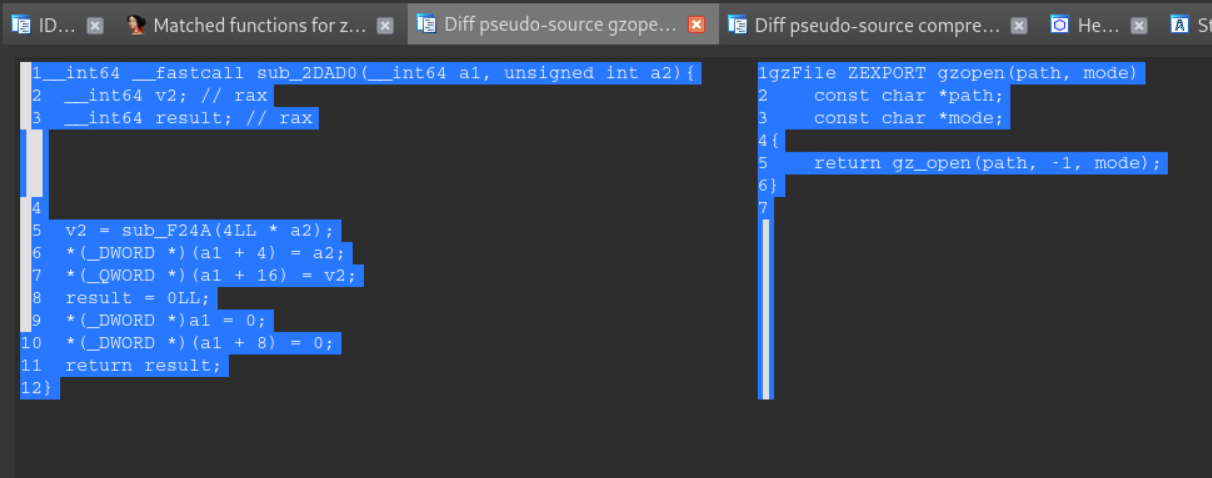 ID... Matched functions for z... Diff pseudo-source gzope... Diff pseudo-source compre... He... St
1__int64 __fastcall sub_2DAD0(__int64 a1, unsigned int a2){
2  __int64 v2; // rax
3  __int64 result; // rax
4
5  v2 = sub_F24A(4LL * a2);
6  *(_DWORD *)(a1 + 4) = a2;
7  *(_QWORD *)(a1 + 16) = v2;
8  result = 0LL;
9  *(_DWORD *)a1 = 0;
10  *(_DWORD *)(a1 + 8) = 0;
11  return result;
12}
1gzFile ZEXPORT gzopen(path, mode)
2    const char *path;
3    const char *mode;
4{
5    return gz_open(path, -1, mode);
6}
7